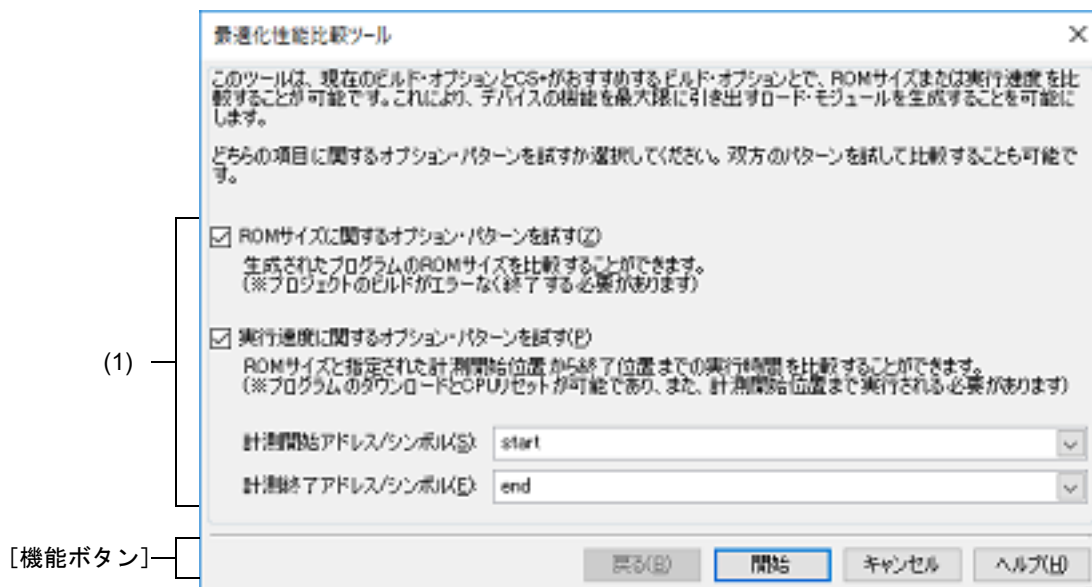 最適化性能比較ツール
このツールは、現在のビルド・オプションとCS+がおすすめするビルド・オプションとで、ROMサイズまたは実行速度を比
較することが可能です。これにより、デバイスの機能を最大限に引き出すロード・モジュールを生成することを可能に
します。
どちらの項目に関するオプション・パターンを試すか選択してください。双方のパターンを試して比較することも可能で
す。
ROMサイズに関するオプション・パターンを試す(Z)
生成されたプログラムのROMサイズを比較することができます。
(※プロジェクトのビルドがエラーなく終了する必要があります)
実行速度に関するオプション・パターンを試す(P)
(1)
ROMサイズと指定された計測開始位置から終了位置までの実行時間を比較することができます。
(※プログラムのダウンロードとCPUリセットが可能であり、また、計測開始位置まで実行される必要があります)
計測開始アドレス/シンボル(S): start
計測終了アドレス/シンボル(E): end
[機能ボタン]
戻る(B) 開始 キャンセル ヘルプ(H)